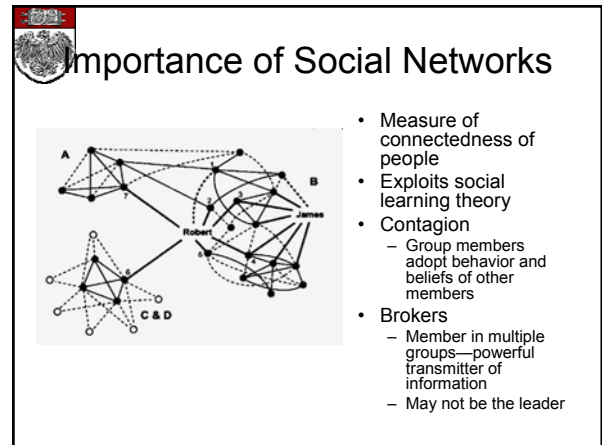 Importance of Social Networks
A
B
1
2
3
James
7
Robert
5
4
6
C & D
• Measure of
connectedness of
people
• Exploits social
learning theory
• Contagion
– Group members
adopt behavior and
beliefs of other
members
• Brokers
– Member in multiple
groups—powerful
transmitter of
information
– May not be the leader